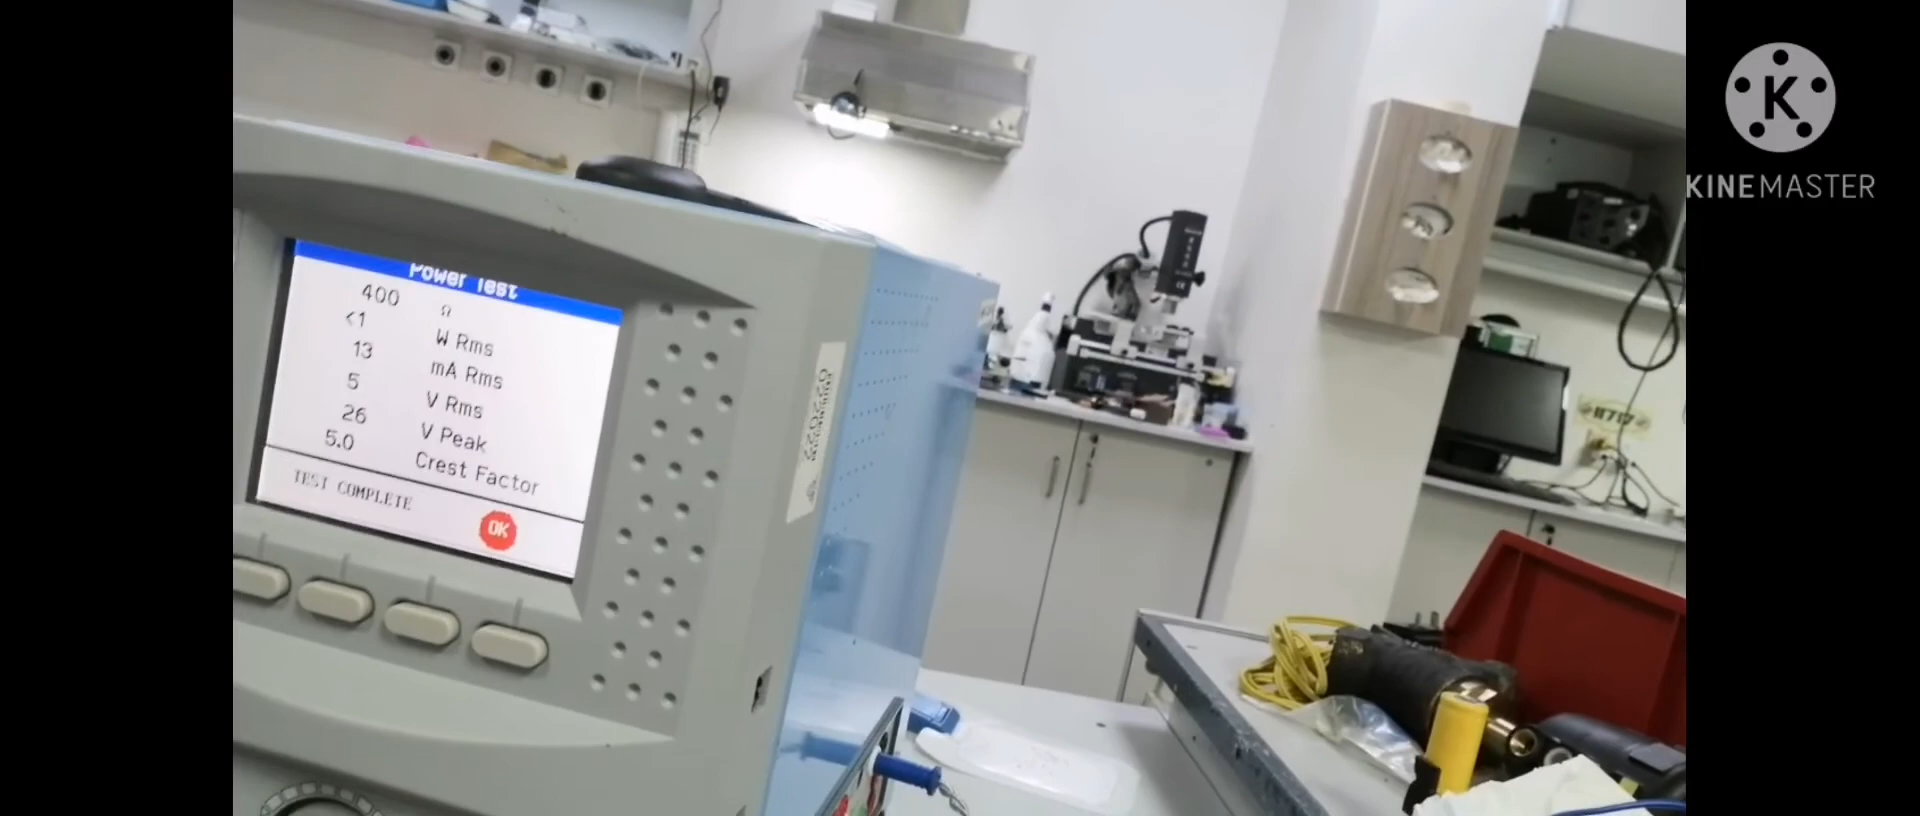 Power Test
400 Ω
<1 W Rms
13 mA Rms
5 V Rms
26 V Peak
5.0 Crest Factor
TEST COMPLETE OK
K
KINEMASTER